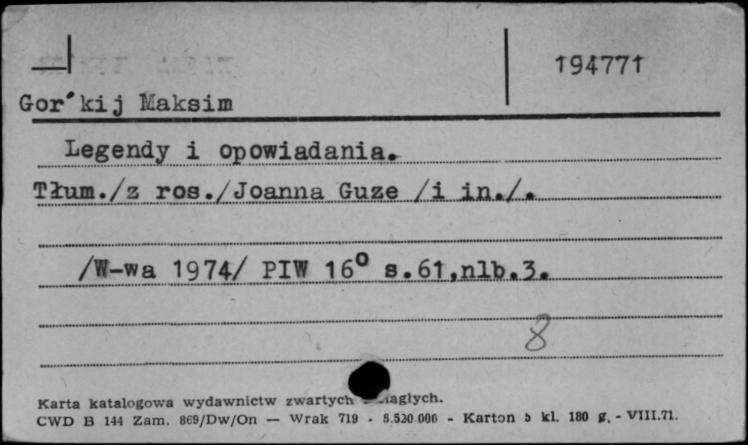 194771
Gor'kij Maksim
Legendy i opowiadania.
Tłum./z ros./Joanna Guze /i in./.
/W-wa 1974/ PIW 16° s.61,nlb.3.
8
Karta katalogowa wydawnictw zwartych ciągłych.
CWD B 144 Zam. 869/Dw/On — Wrak 719 - 5.520.000 - Karton kl. 180 g. - VIII.71.